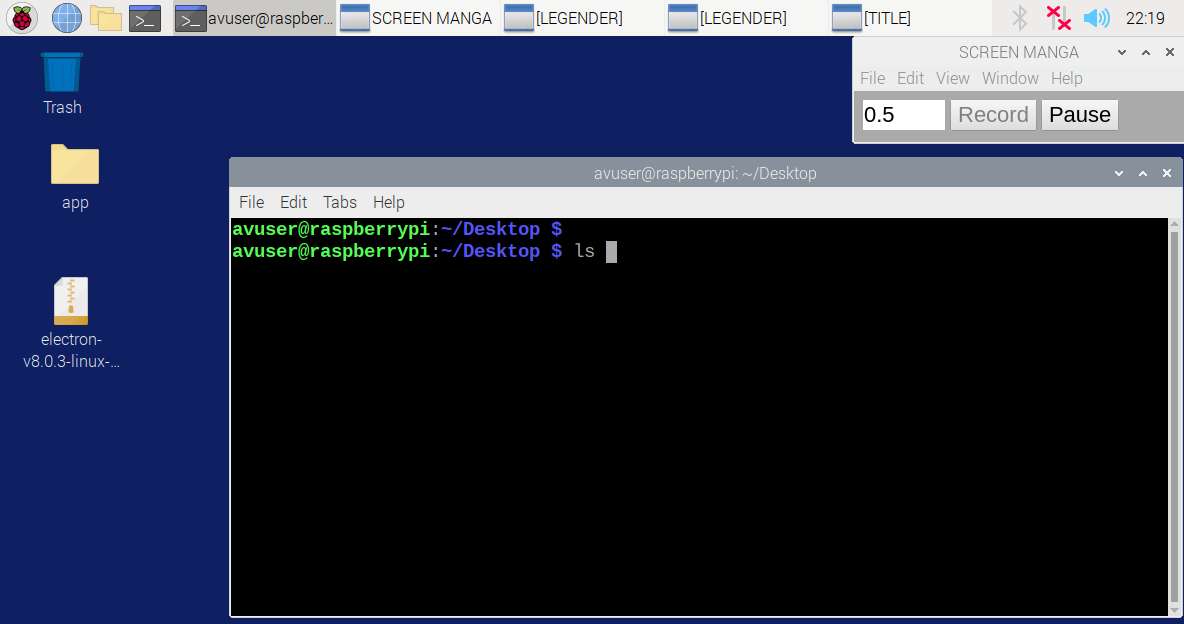 avuser@raspber... SCREEN MANGA [LEGENDER] [LEGENDER] [TITLE] 22:19
Trash
app
electron-
v8.0.3-linux-...
SCREEN MANGA
File Edit View Window Help
0.5 Record Pause
avuser@raspberrypi: ~/Desktop
File Edit Tabs Help
avuser@raspberrypi:~/Desktop $
avuser@raspberrypi:~/Desktop $ ls